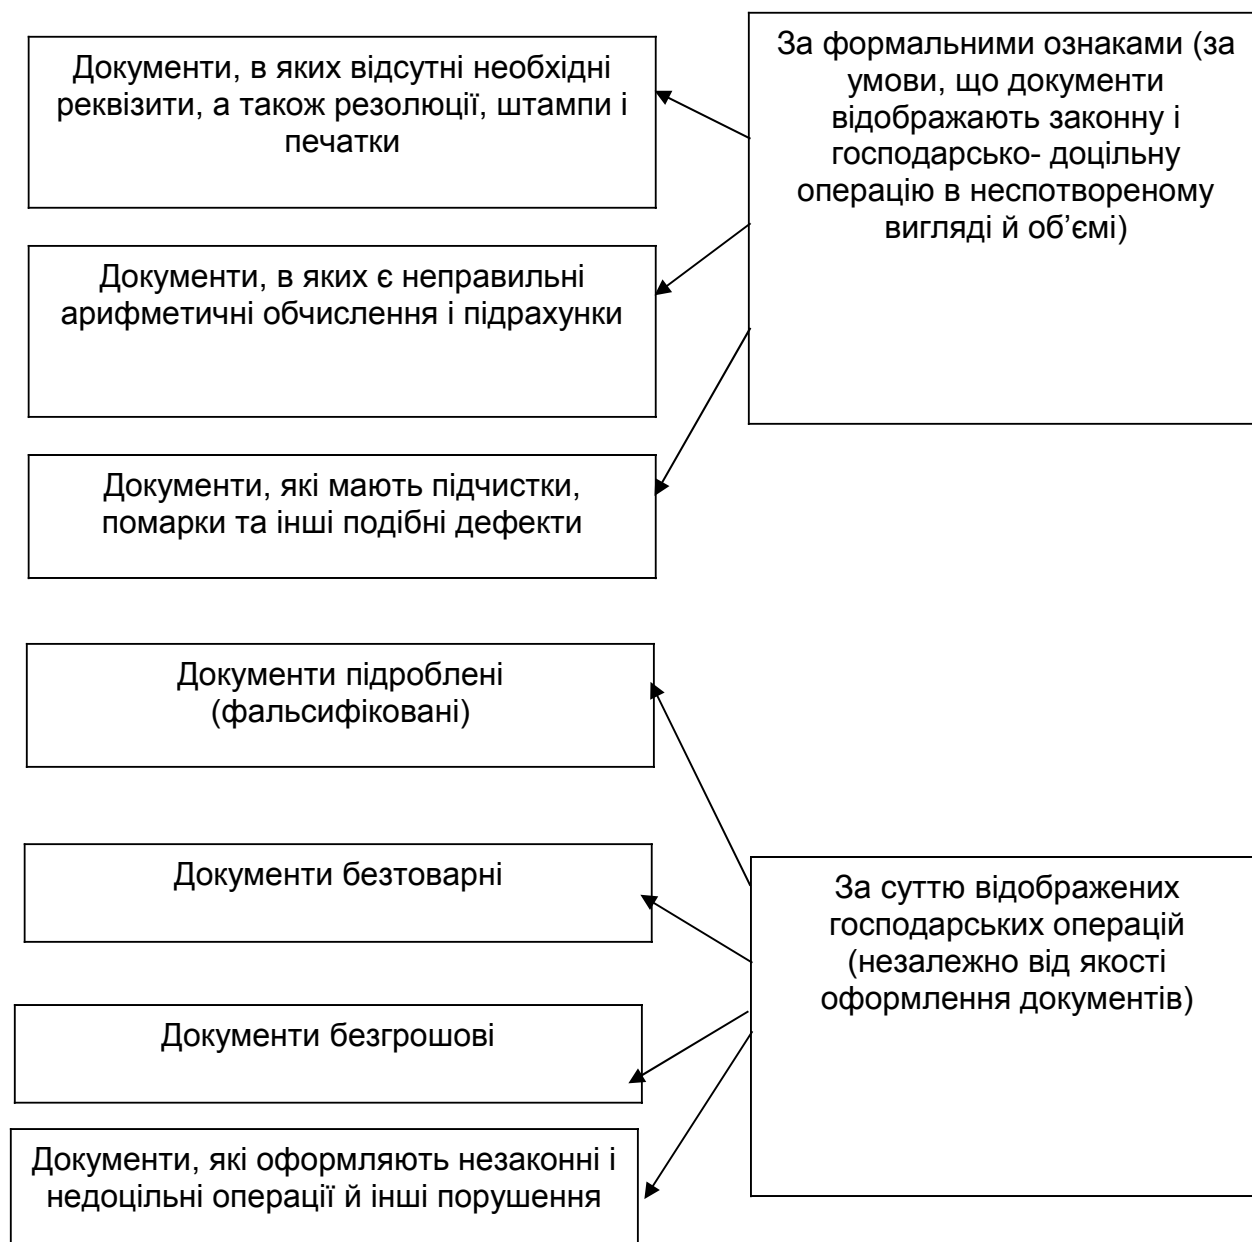 Документи, в яких відсутні необхідні
реквізити, а також резолюції, штампи і
печатки
За формальними ознаками (за
умови, що документи
відображають законну і
господарсько- доцільну
операцію в неспотвореному
вигляді й об’ємі)
Документи, в яких є неправильні
арифметичні обчислення і підрахунки
Документи, які мають підчистки,
помарки та інші подібні дефекти
Документи підроблені
(фальсифіковані)
Документи безтоварні
За суттю відображених
господарських операцій
(незалежно від якості
оформлення документів)
Документи безгрошові
Документи, які оформляють незаконні і
недоцільні операції й інші порушення